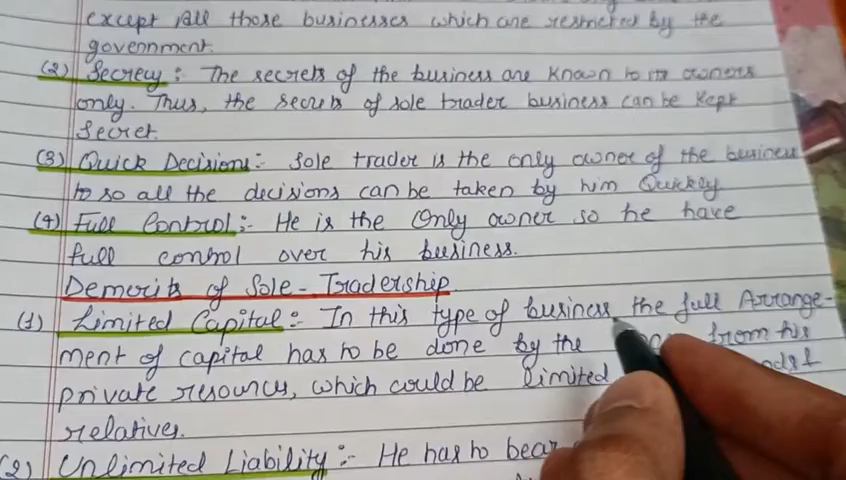 except All those businesses which are restricted by the
government.
(2) Secrecy :- The secrets of the business are known to its owners
only. Thus, the secrets of sole trader business can be kept
secret.
(3) Quick Decision:- Sole trader is the only owner of the business
to so all the decisions can be taken by him Quickly
(4) Full Control:- He is the Only owner so he have
full control over his business.
Demerits of Sole-Tradership
(1) Limited Capital:- In this type of business, the full Arrange-
ment of capital has to be done by the from his
private resources, which could be limited
relatives.
(2) Unlimited Liability:- He has to bear